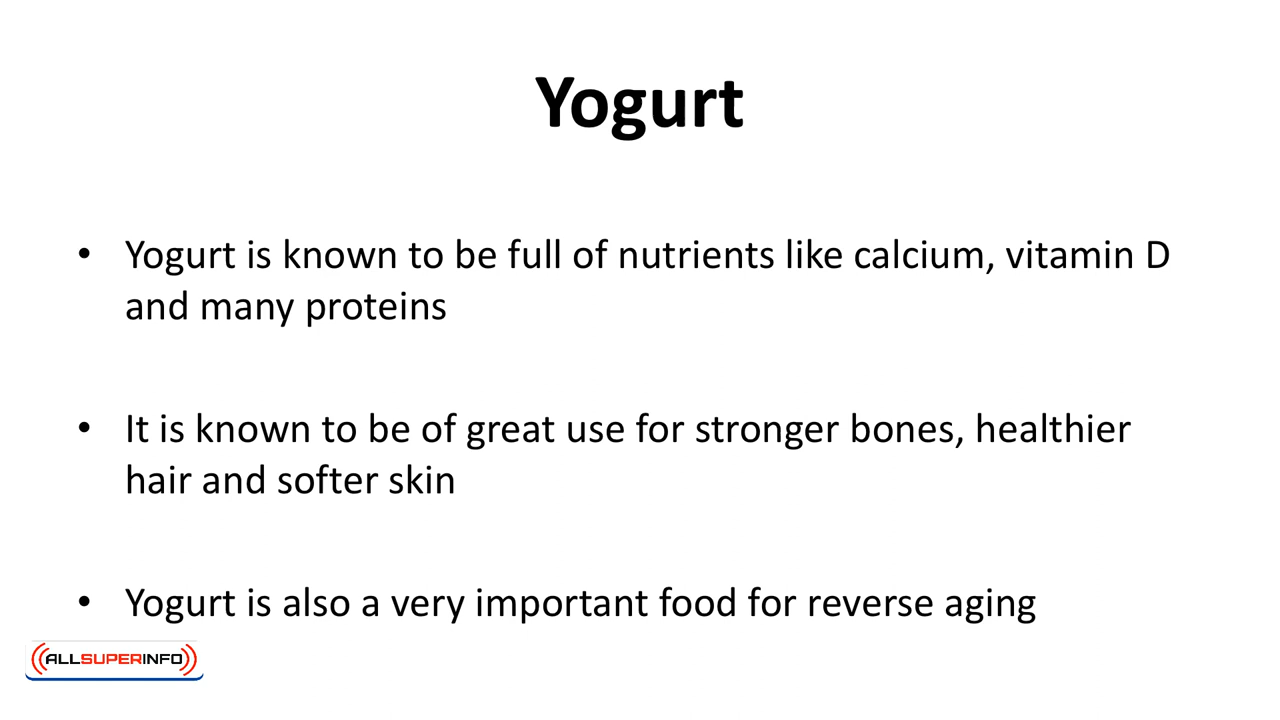 Yogurt
• Yogurt is known to be full of nutrients like calcium, vitamin D
and many proteins
• It is known to be of great use for stronger bones, healthier
hair and softer skin
• Yogurt is also a very important food for reverse aging
ALLSUPERINFO